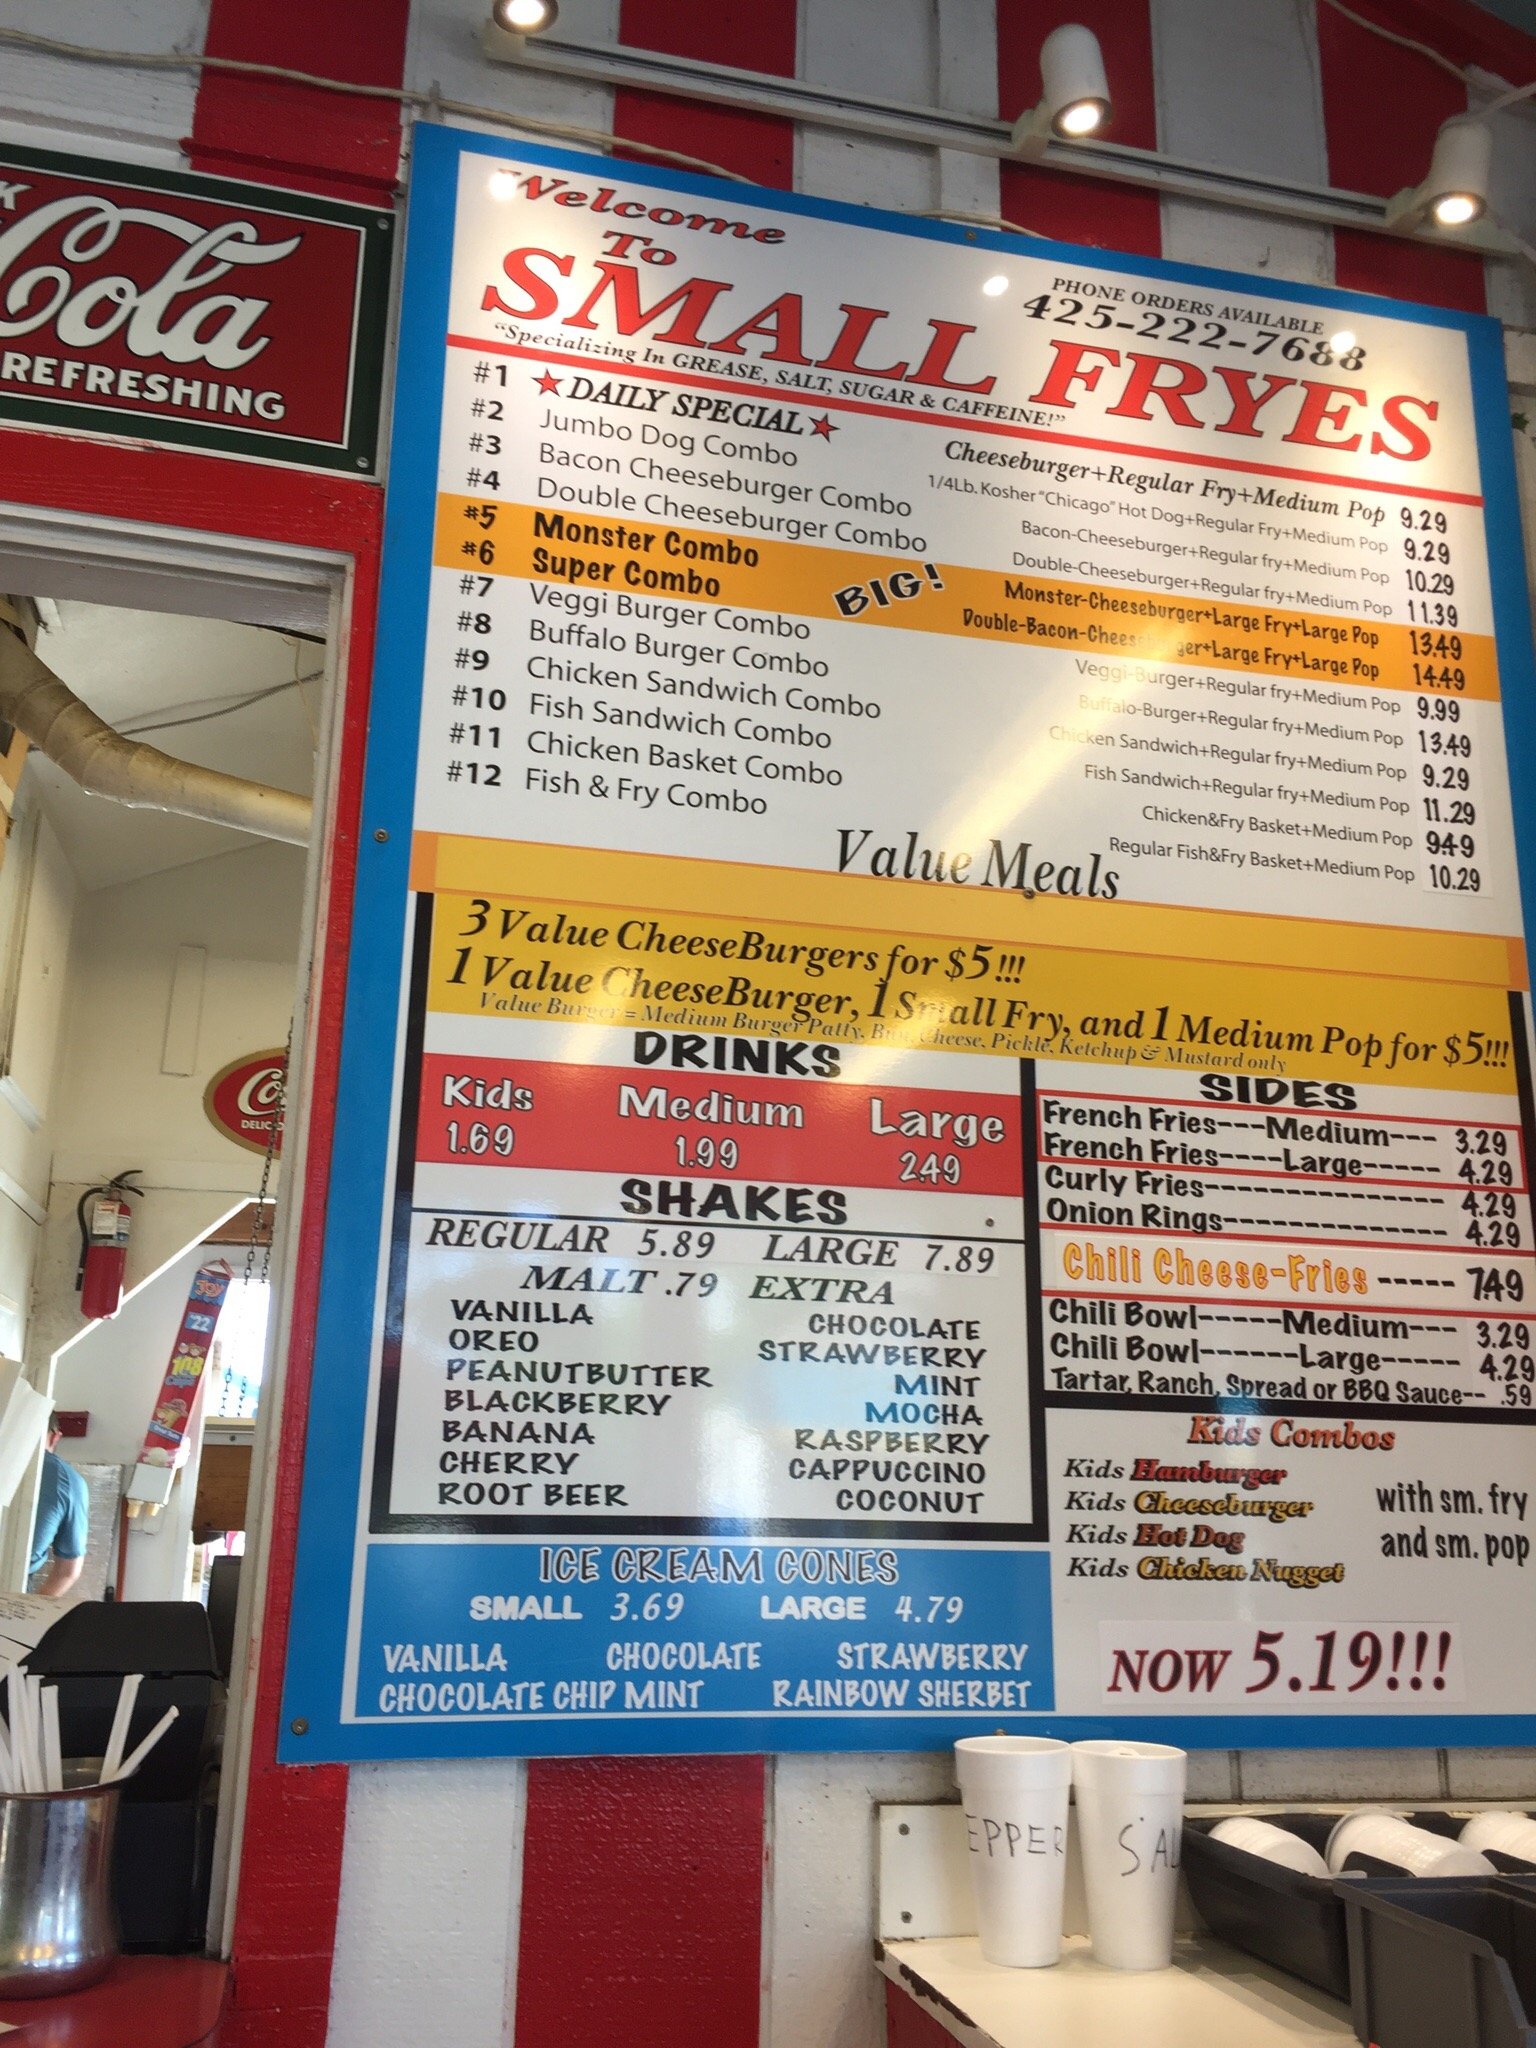 Cola
REFRESHING
Welcome
To
SMALL FRYES
PHONE ORDERS AVAILABLE
425-222-7688
"Specializing In GREASE, SALT, SUGAR & CAFFEINE!"
#1 DAILY SPECIAL Cheeseburger+Regular Fry+Medium Pop 9.29
#2 Jumbo Dog Combo 1/4Lb. Kosher "Chicago" Hot Dog+Regular Fry+Medium Pop 9.29
#3 Bacon Cheeseburger Combo Bacon-Cheeseburger+Regular fry+Medium Pop 10.29
#4 Double Cheeseburger Combo Double-Cheeseburger+Regular fry+Medium Pop 11.39
#5 Monster Combo Monster-Cheeseburger+Large Fry+Large Pop 13.49
#6 Super Combo BIG! Double-Bacon-Cheeseburger+Large Fry+Large Pop 14.49
#7 Veggi Burger Combo Veggi-Burger+Regular fry+Medium Pop 9.99
#8 Buffalo Burger Combo Buffalo-Burger+Regular fry+Medium Pop 13.49
#9 Chicken Sandwich Combo Chicken Sandwich+Regular fry+Medium Pop 9.29
#10 Fish Sandwich Combo Fish Sandwich+Regular fry+Medium Pop 11.29
#11 Chicken Basket Combo Chicken&Fry Basket+Medium Pop 9.49
#12 Fish & Fry Combo Regular Fish&Fry Basket+Medium Pop 10.29
Value Meals
3 Value CheeseBurgers for $5!!!
1 Value CheeseBurger, 1 Small Fry, and 1 Medium Pop for $5!!!
Value Burger = Medium Burger Patty, Bun, Cheese, Pickle, Ketchup & Mustard only
DRINKS
Kids Medium Large
1.69 1.99 2.49
SHAKES
REGULAR 5.89 LARGE 7.89
MALT .79 EXTRA
VANILLA CHOCOLATE
OREO STRAWBERRY
PEANUTBUTTER MINT
BLACKBERRY MOCHA
BANANA RASPBERRY
CHERRY CAPPUCCINO
ROOT BEER COCONUT
ICE CREAM CONES
SMALL 3.69 LARGE 4.79
VANILLA CHOCOLATE STRAWBERRY
CHOCOLATE CHIP MINT RAINBOW SHERBET
SIDES
French Fries---Medium--- 3.29
French Fries----Large----- 4.29
Curly Fries--------------- 4.29
Onion Rings-------------- 4.29
Chili Cheese-Fries ----- 7.49
Chili Bowl-----Medium--- 3.29
Chili Bowl------Large----- 4.29
Tartar, Ranch, Spread or BBQ Sauce-- .59
Kids Combos
Kids Hamburger
Kids Cheeseburger
Kids Hot Dog
Kids Chicken Nugget
with sm. fry
and sm. pop
NOW 5.19!!!
Co
DELIC
JOY
'22
108
EPPER
SAL